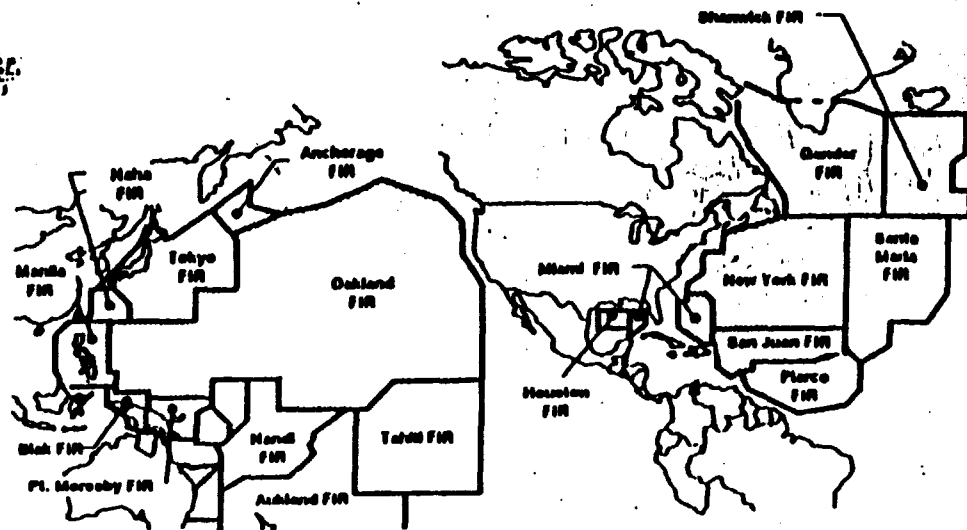 Shanwick FIR
Anchorage
FIR
Naha
FIR
Gander
FIR
Tokyo
FIR
Manila
FIR
Oakland
FIR
Miami FIR
New York FIR
Santa
Maria
FIR
San Juan FIR
Piarco
FIR
Houston
FIR
Biak FIR
Nandi
FIR
Tahiti FIR
Pt. Moresby FIR
Aukland FIR